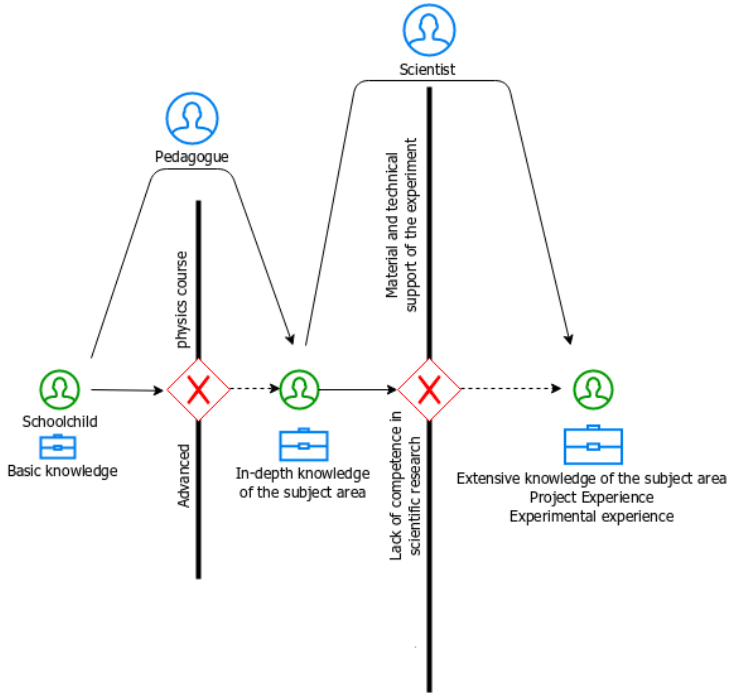 Scientist
Pedagogue
Material and technical
support of the experiment
physics course
Schoolchild
Basic knowledge
Advanced
In-depth knowledge
of the subject area
Lack of competence in
scientific research
Extensive knowledge of the subject area
Project Experience
Experimental experience